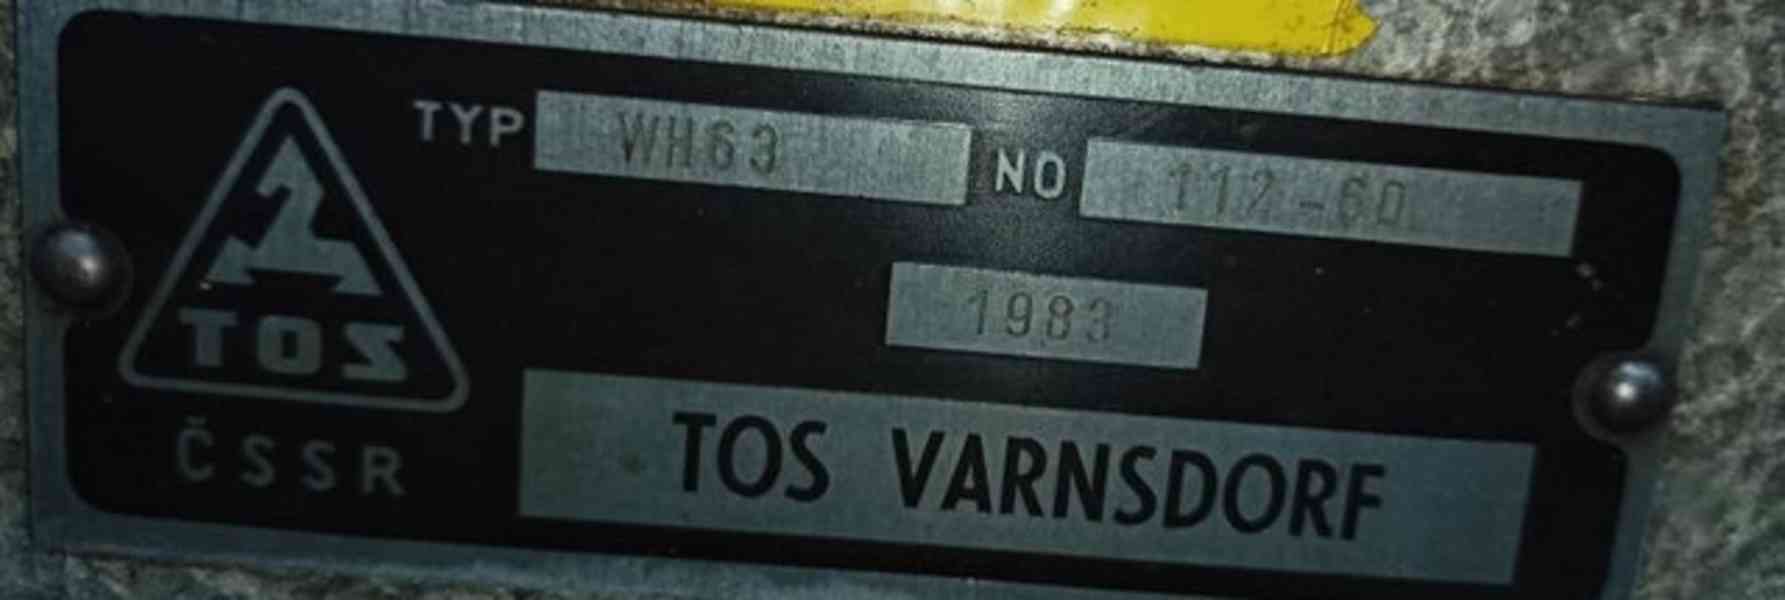 TYP WH63 NO 112-60
1983
TOS
ČSSR
TOS VARNSDORF